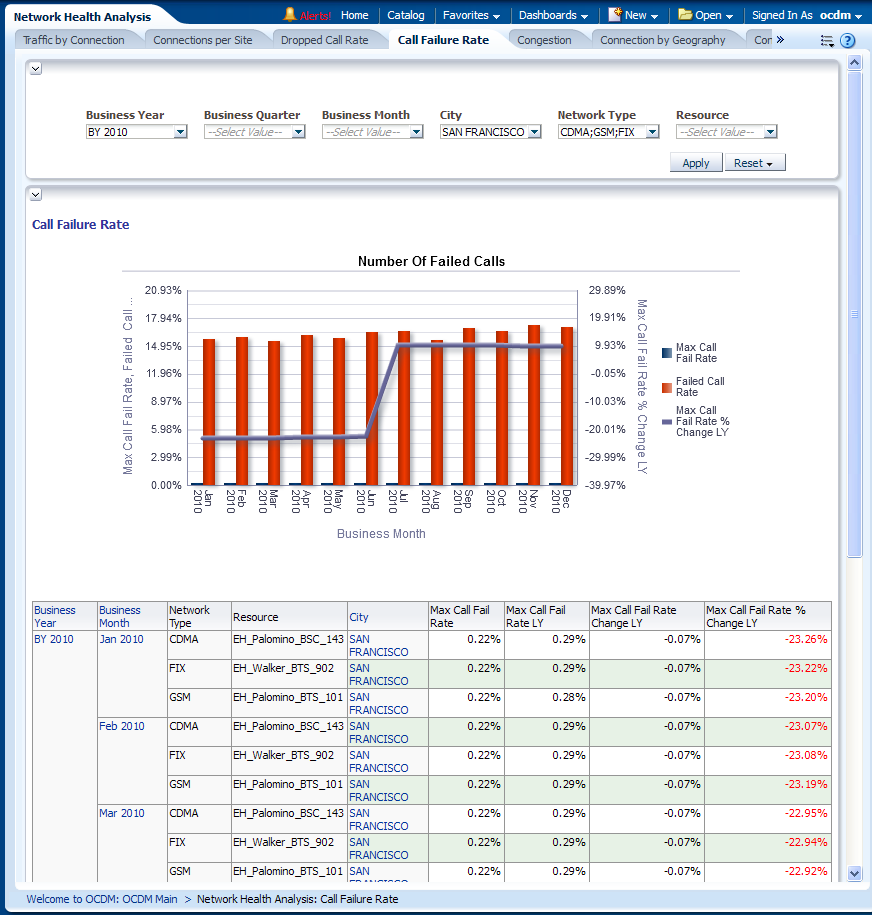 Network Health Analysis
Alerts! Home Catalog Favorites Dashboards New Open Signed In As ocdm
Traffic by Connection Connections per Site Dropped Call Rate Call Failure Rate Congestion Connection by Geography Con »
Business Year Business Quarter Business Month City Network Type Resource
BY 2010 --Select Value-- --Select Value-- SAN FRANCISCO CDMA;GSM;FIX --Select Value--
Apply Reset
Call Failure Rate
Number Of Failed Calls
Max Call Fail Rate, Failed Call ...
20.93%
17.94%
14.95%
11.96%
8.97%
5.98%
2.99%
0.00%
29.89%
19.91%
9.93%
-0.05%
-10.03%
-20.01%
-29.99%
-39.97%
Max Call Fail Rate % Change LY
Max Call
Fail Rate
Failed Call
Rate
Max Call
Fail Rate %
Change LY
Jan 2010
Feb 2010
Mar 2010
Apr 2010
May 2010
Jun 2010
Jul 2010
Aug 2010
Sep 2010
Oct 2010
Nov 2010
Dec 2010
Business Month
Business Year Business Month Network Type Resource City Max Call Fail Rate Max Call Fail Rate LY Max Call Fail Rate Change LY Max Call Fail Rate % Change LY
BY 2010 Jan 2010 CDMA EH_Palomino_BSC_143 SAN FRANCISCO 0.22% 0.29% -0.07% -23.26%
FIX EH_Walker_BTS_902 SAN FRANCISCO 0.22% 0.29% -0.07% -23.22%
GSM EH_Palomino_BTS_101 SAN FRANCISCO 0.22% 0.28% -0.07% -23.20%
Feb 2010 CDMA EH_Palomino_BSC_143 SAN FRANCISCO 0.22% 0.29% -0.07% -23.07%
FIX EH_Walker_BTS_902 SAN FRANCISCO 0.22% 0.29% -0.07% -23.08%
GSM EH_Palomino_BTS_101 SAN FRANCISCO 0.22% 0.29% -0.07% -23.19%
Mar 2010 CDMA EH_Palomino_BSC_143 SAN FRANCISCO 0.22% 0.29% -0.07% -22.95%
FIX EH_Walker_BTS_902 SAN FRANCISCO 0.22% 0.29% -0.07% -22.94%
GSM EH_Palomino_BTS_101 SAN 0.22% 0.29% -0.07% -22.92%
Welcome to OCDM: OCDM Main > Network Health Analysis: Call Failure Rate